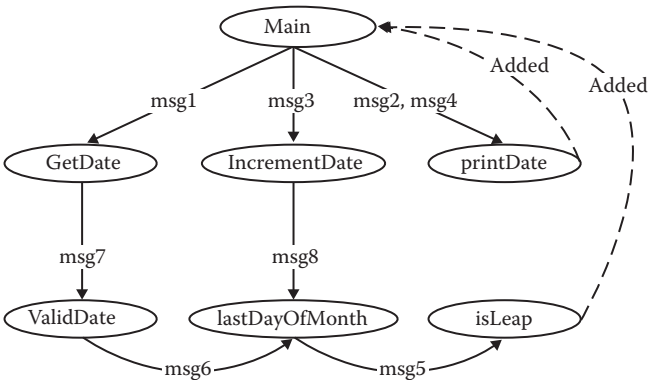 Main
Added
Added
msg1
msg3
msg2, msg4
GetDate
IncrementDate
printDate
msg7
msg8
ValidDate
lastDayOfMonth
isLeap
msg6
msg5